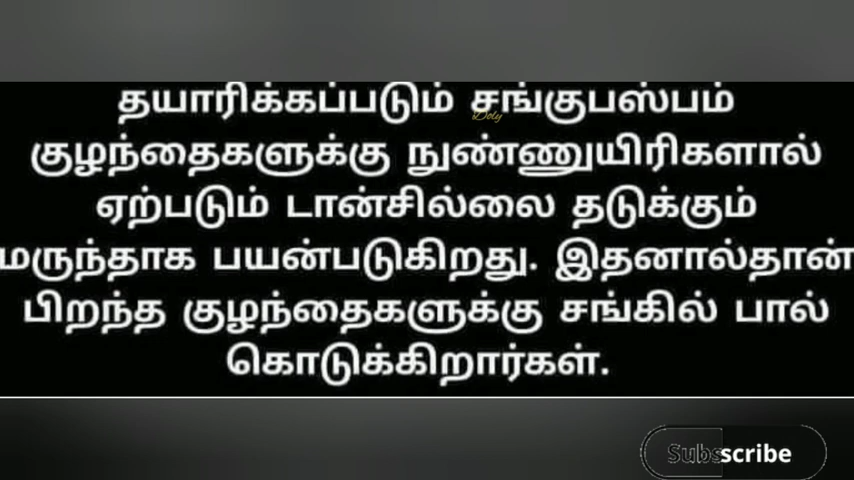 தயாரிக்கப்படும் சங்குபஸ்பம்
Doly
குழந்தைகளுக்கு நுண்ணுயிரிகளால்
ஏற்படும் டான்சில்லை தடுக்கும்
மருந்தாக பயன்படுகிறது. இதனால்தான்
பிறந்த குழந்தைகளுக்கு சங்கில் பால்
கொடுக்கிறார்கள்.
Subscribe